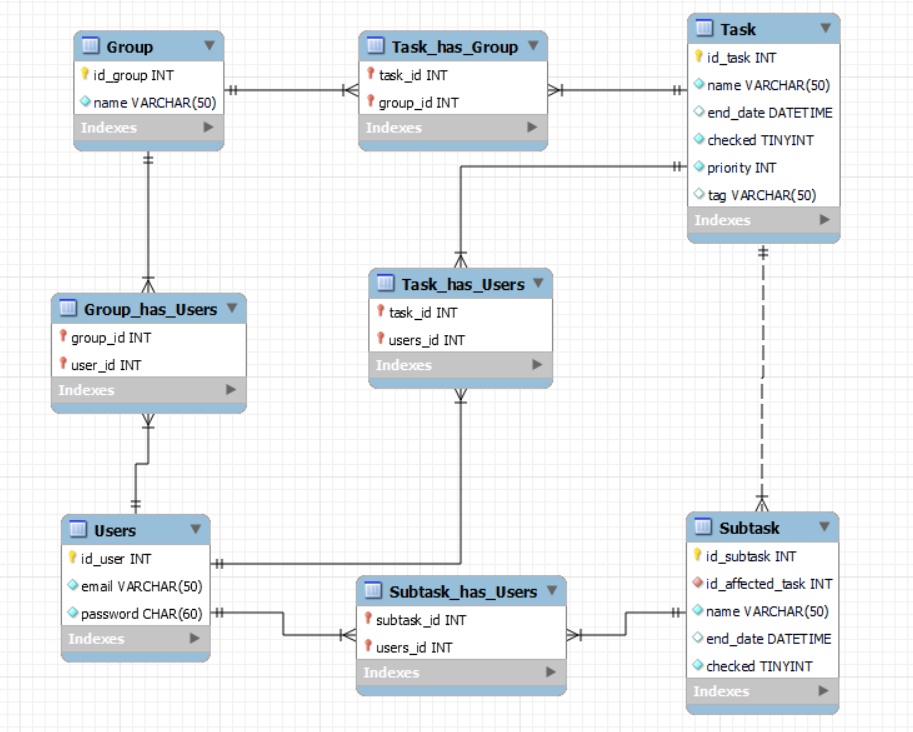 Group
id_group INT
name VARCHAR(50)
Indexes
Task_has_Group
task_id INT
group_id INT
Indexes
Task
id_task INT
name VARCHAR(50)
end_date DATETIME
checked TINYINT
priority INT
tag VARCHAR(50)
Indexes
Group_has_Users
group_id INT
user_id INT
Indexes
Task_has_Users
task_id INT
users_id INT
Indexes
Users
id_user INT
email VARCHAR(50)
password CHAR(60)
Indexes
Subtask_has_Users
subtask_id INT
users_id INT
Indexes
Subtask
id_subtask INT
id_affected_task INT
name VARCHAR(50)
end_date DATETIME
checked TINYINT
Indexes